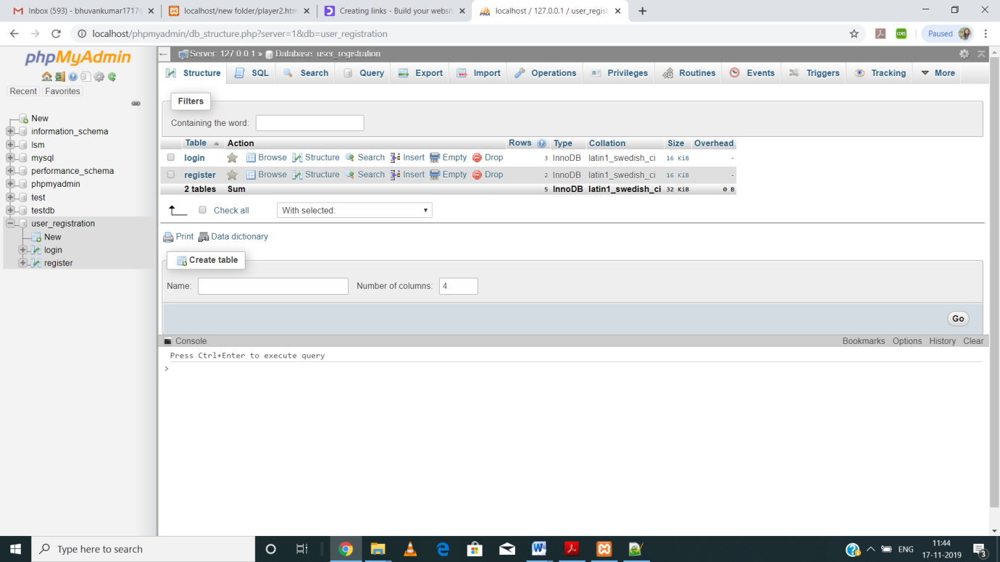 Inbox (593) - bhuvankumar1717@
localhost/new folder/player2.htm
Creating links - Build your websit
localhost / 127.0.0.1 / user_regist
localhost/phpmyadmin/db_structure.php?server=1&db=user_registration
Paused
phpMyAdmin
Recent Favorites
New
information_schema
lsm
mysql
performance_schema
phpmyadmin
test
testdb
user_registration
New
login
register
Server: 127.0.0.1 » Database: user_registration
Structure SQL Search Query Export Import Operations Privileges Routines Events Triggers Tracking More
Filters
Containing the word:
Table Action Rows Type Collation Size Overhead
login Browse Structure Search Insert Empty Drop 3 InnoDB latin1_swedish_ci 16 KiB -
register Browse Structure Search Insert Empty Drop 2 InnoDB latin1_swedish_ci 16 KiB -
2 tables Sum 5 InnoDB latin1_swedish_ci 32 KiB 0 B
Check all With selected:
Print Data dictionary
Create table
Name: Number of columns: 4
Go
Console Bookmarks Options History Clear
Press Ctrl+Enter to execute query
>
Type here to search
ENG
11:44
17-11-2019
3